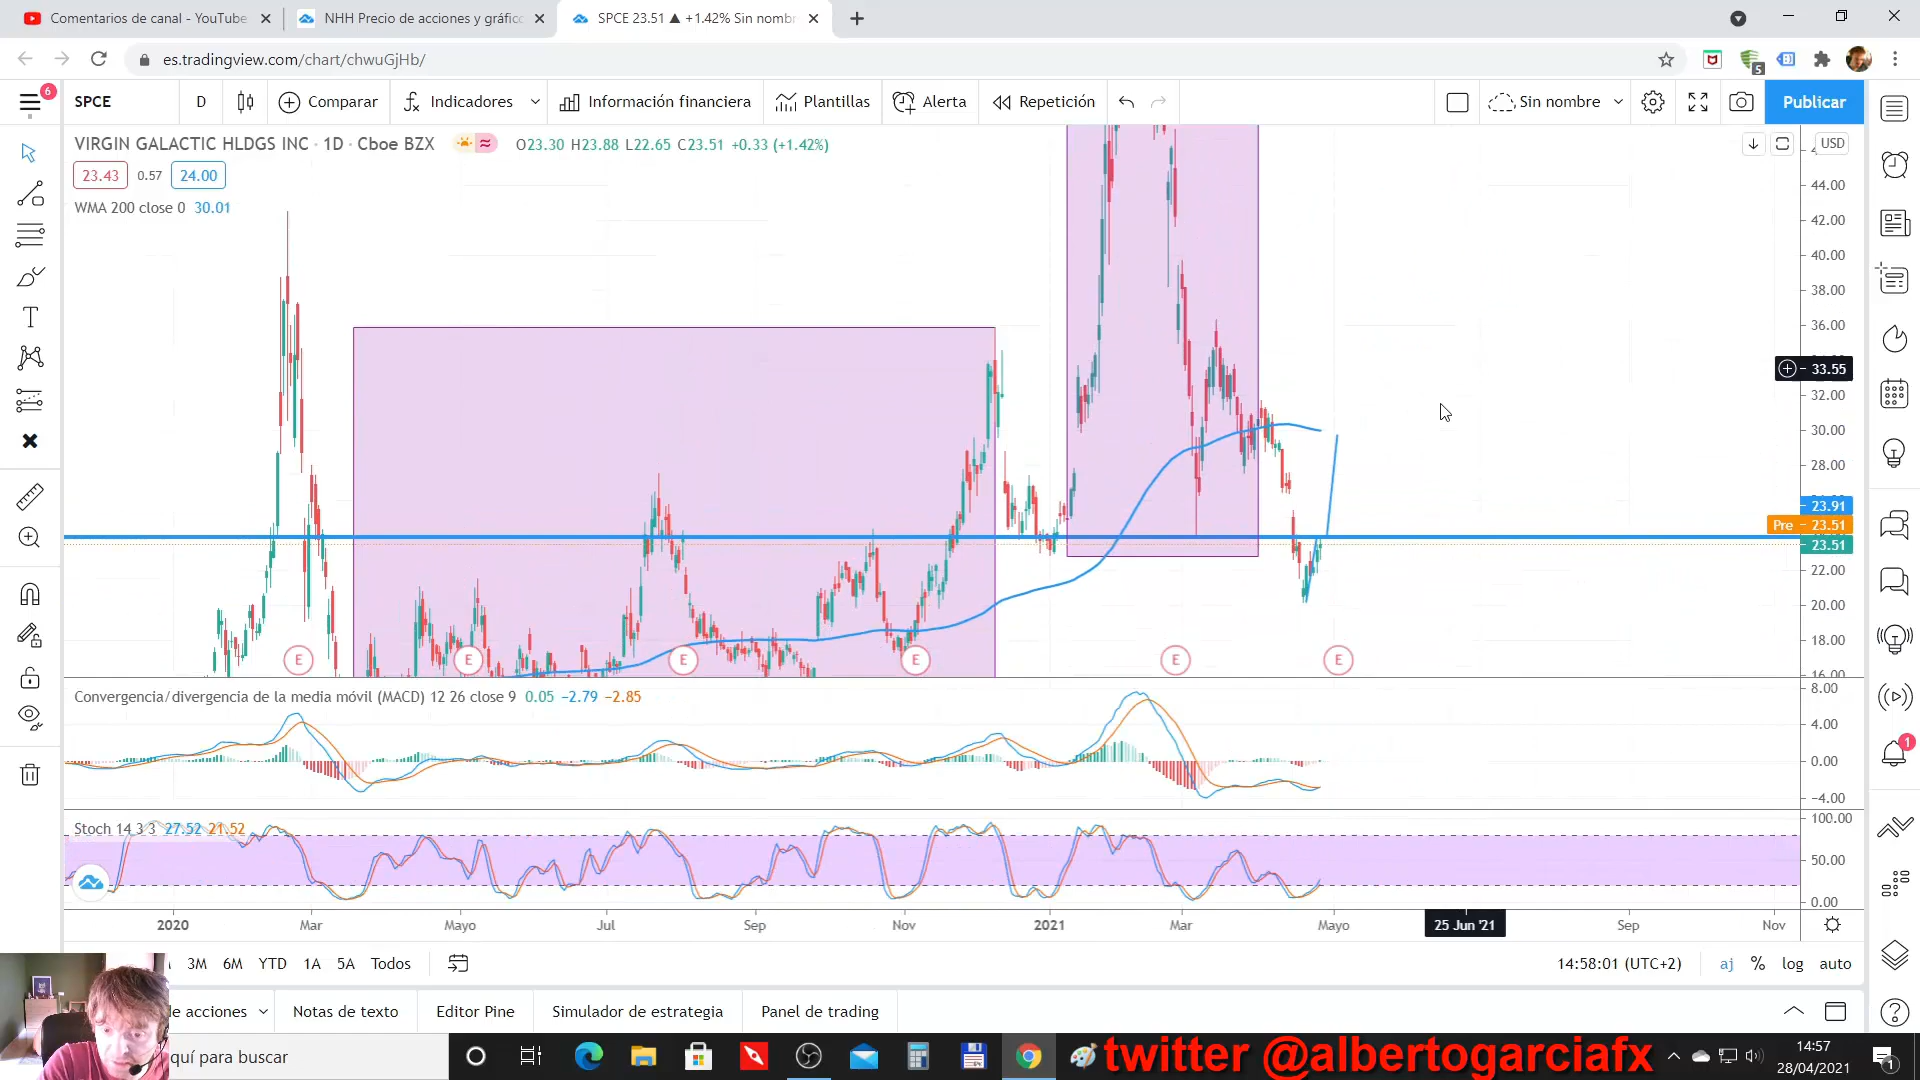 Comentarios de canal - YouTube
NHH Precio de acciones y gráfic
SPCE 23.51 ▲ +1.42% Sin nombr
es.tradingview.com/chart/chwuGjHb/
5
6
SPCE
D
Comparar
Indicadores
Información financiera
Plantillas
Alerta
Repetición
Sin nombre
Publicar
VIRGIN GALACTIC HLDGS INC · 1D · Cboe BZX
O23.30 H23.88 L22.65 C23.51 +0.33 (+1.42%)
USD
23.43 0.57 24.00
WMA 200 close 0 30.01
44.00
42.00
40.00
38.00
36.00
33.55
32.00
30.00
28.00
23.91
Pre 23.51
23.51
22.00
20.00
18.00
16.00
E E E E E E
Convergencia/divergencia de la media móvil (MACD) 12 26 close 9 0.05 −2.79 −2.85
8.00
4.00
0.00
−4.00
1
Stoch 14 3 3 27.52 21.52
100.00
50.00
0.00
2020 Mar Mayo Jul Sep Nov 2021 Mar Mayo 25 Jun '21 Sep Nov
3M 6M YTD 1A 5A Todos
14:58:01 (UTC+2)
aj % log auto
de acciones
Notas de texto
Editor Pine
Simulador de estrategia
Panel de trading
quí para buscar
twitter @albertogarciafx
14:57
28/04/2021
1